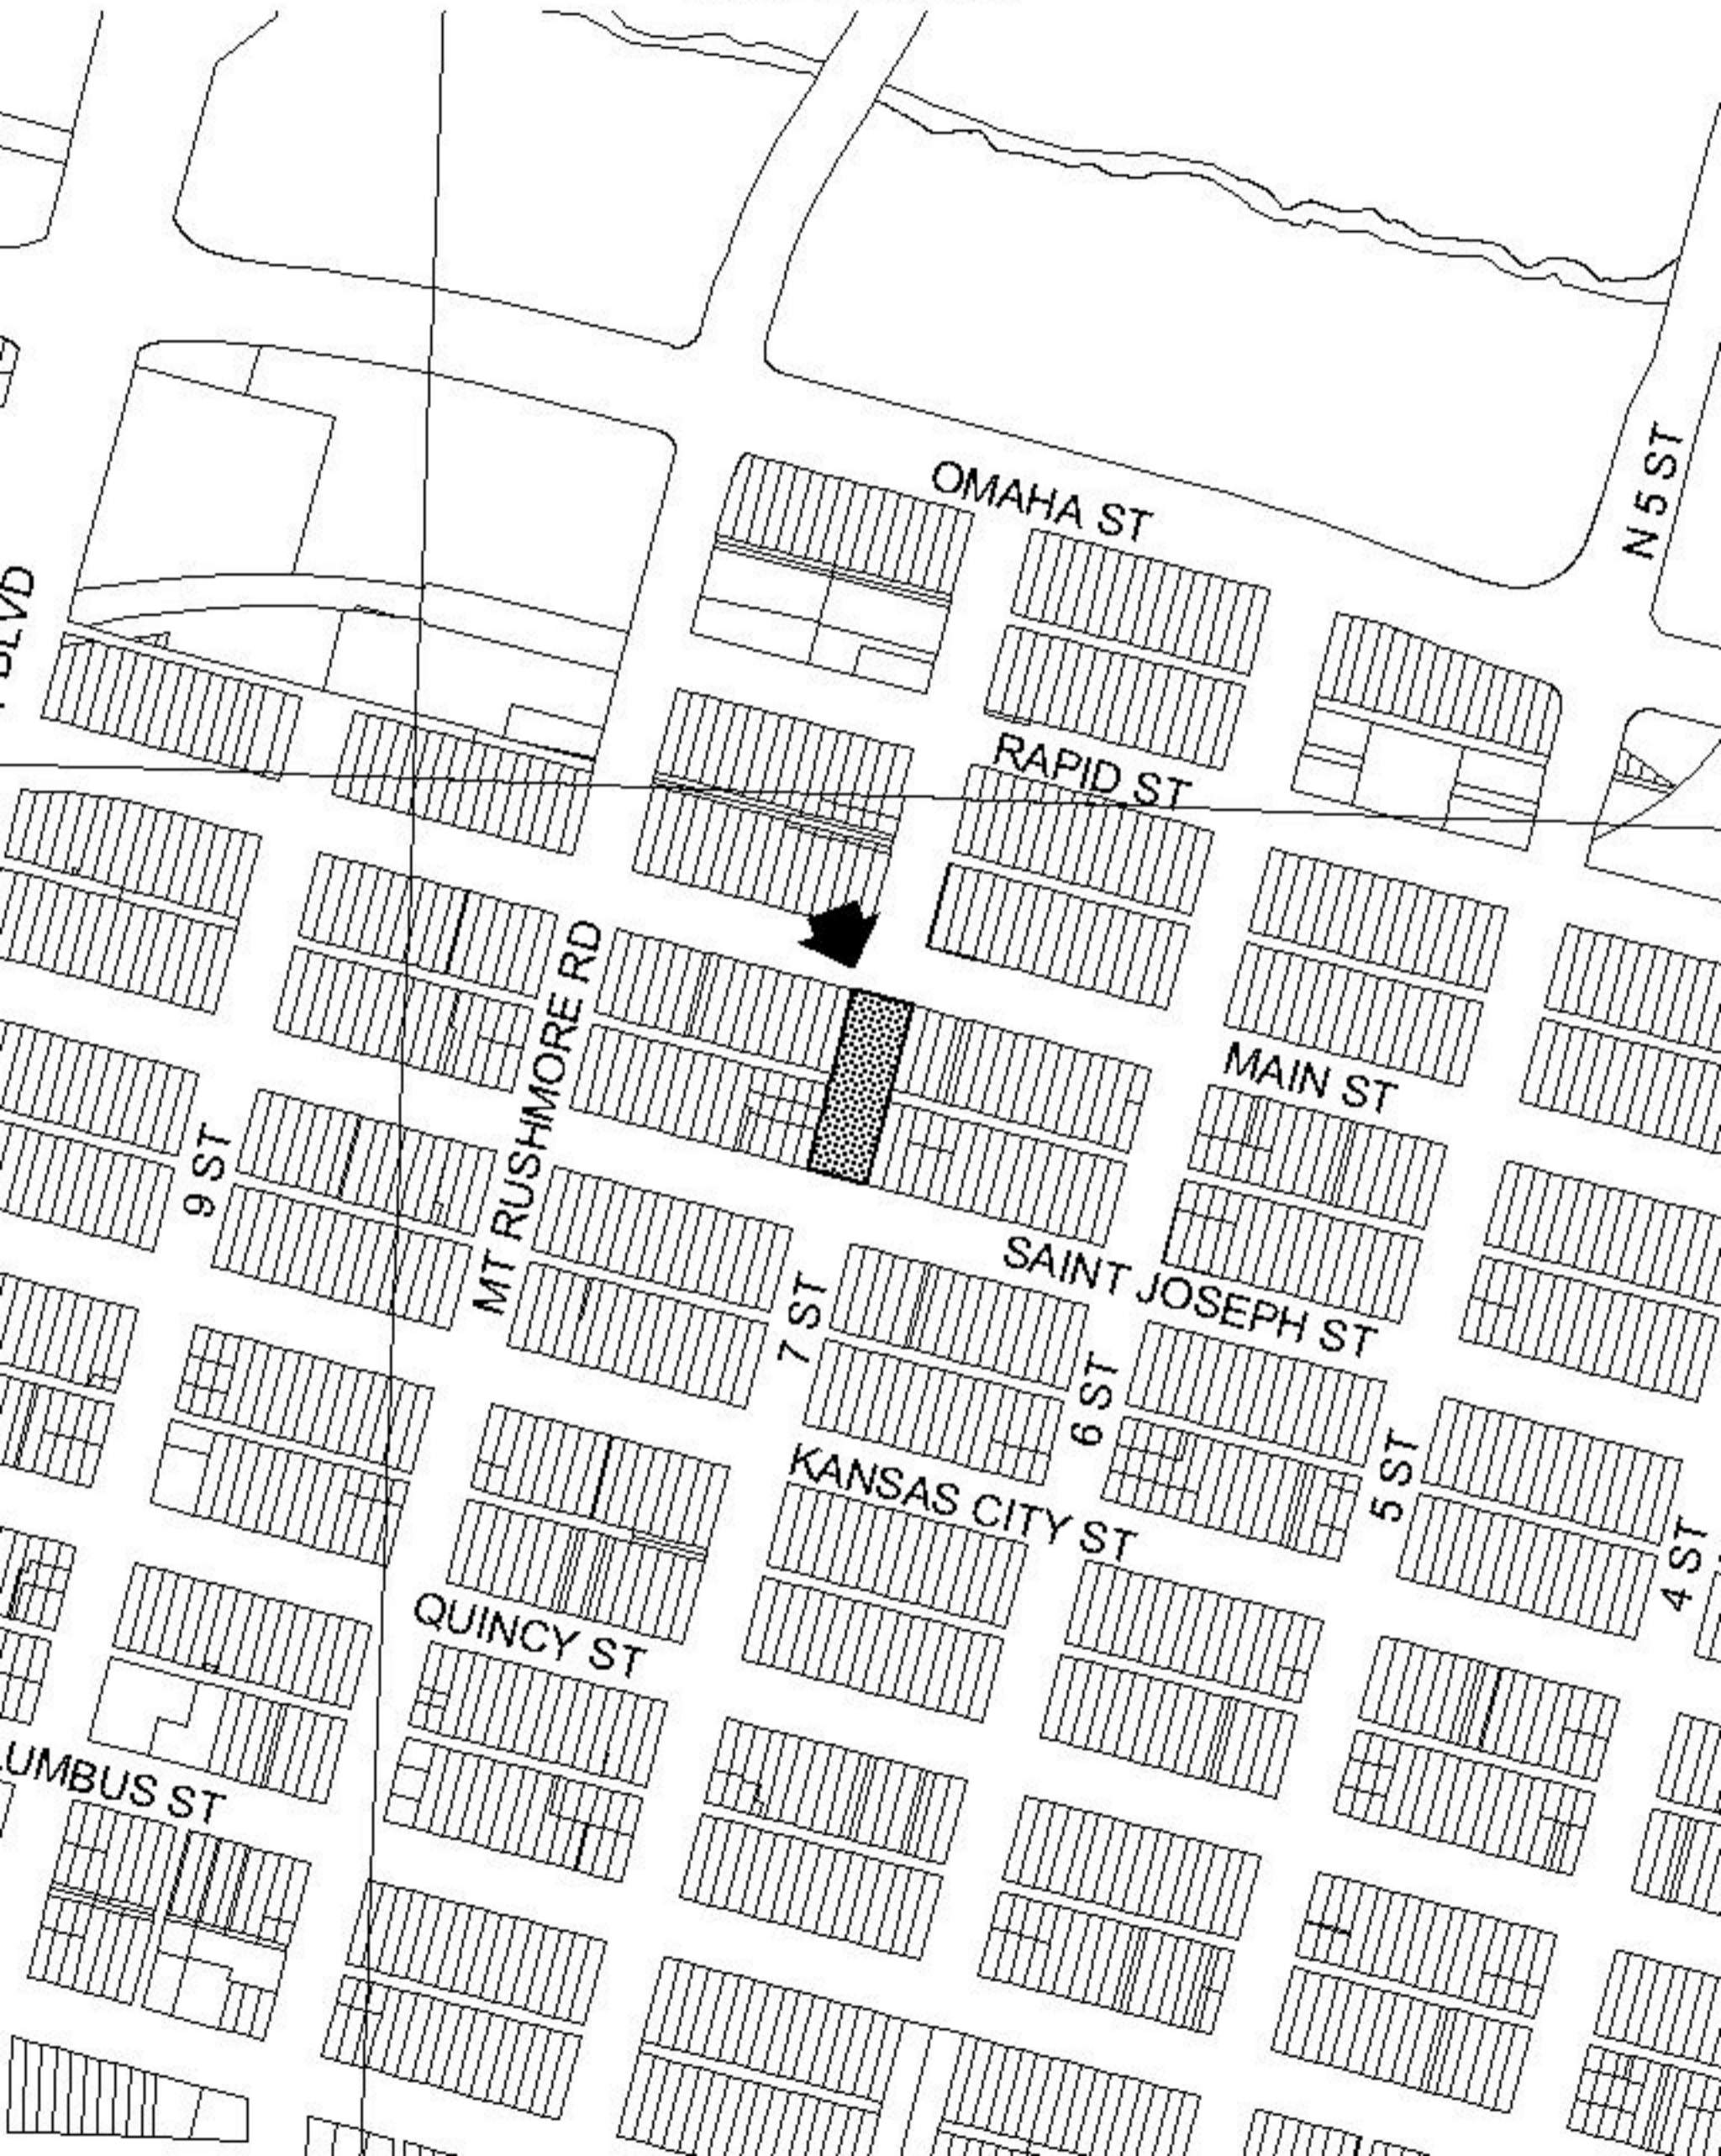 OMAHA ST
N 5 ST
BLVD
RAPID ST
MT RUSHMORE RD
MAIN ST
9 ST
SAINT JOSEPH ST
7 ST
6 ST
KANSAS CITY ST
5 ST
4 ST
QUINCY ST
LUMBUS ST